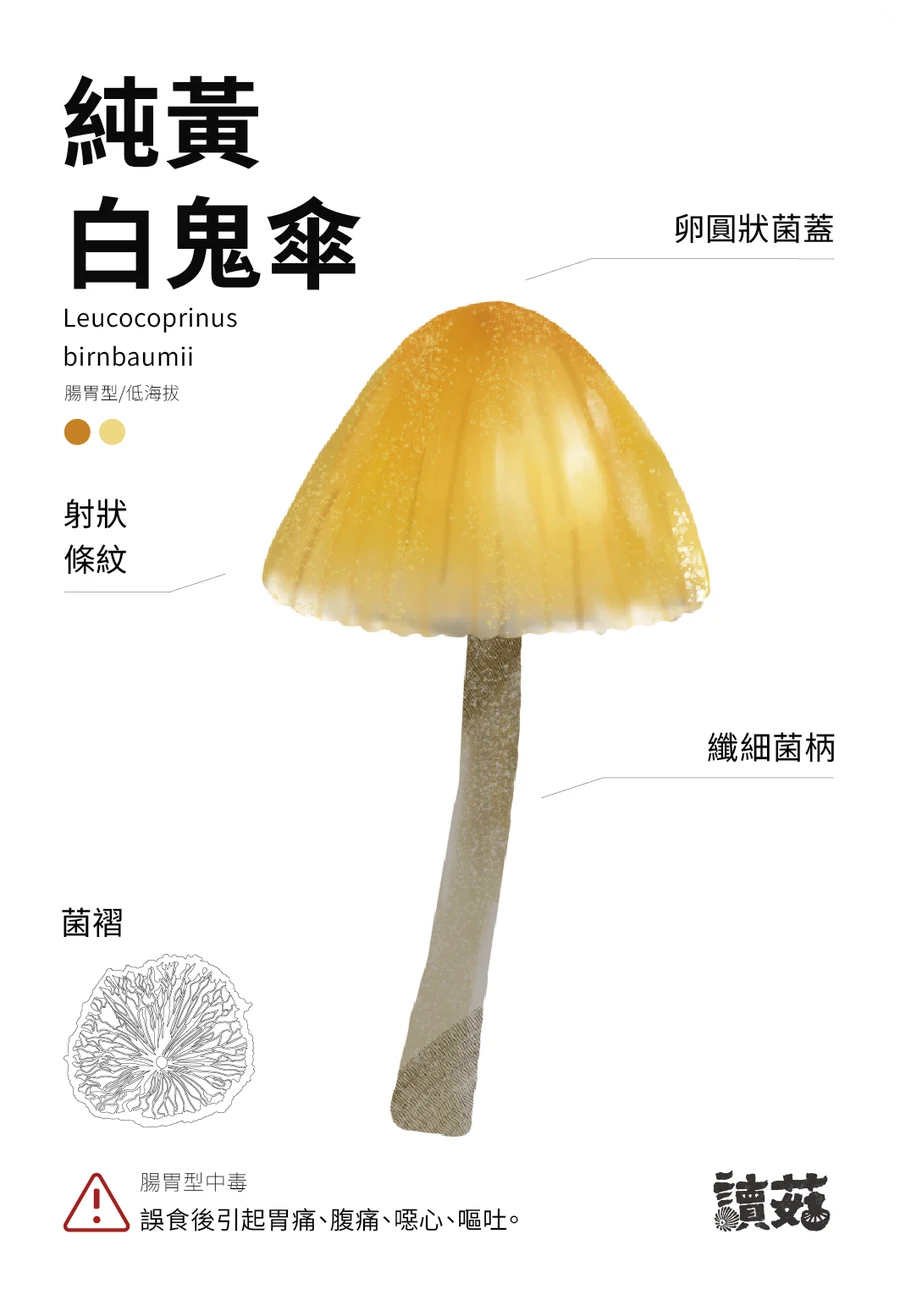 純黃
白鬼傘
Leucocoprinus
birnbaumii
腸胃型/低海拔
卵圓狀菌蓋
射狀
條紋
纖細菌柄
菌褶
腸胃型中毒
誤食後引起胃痛、腹痛、噁心、嘔吐。
讀菇